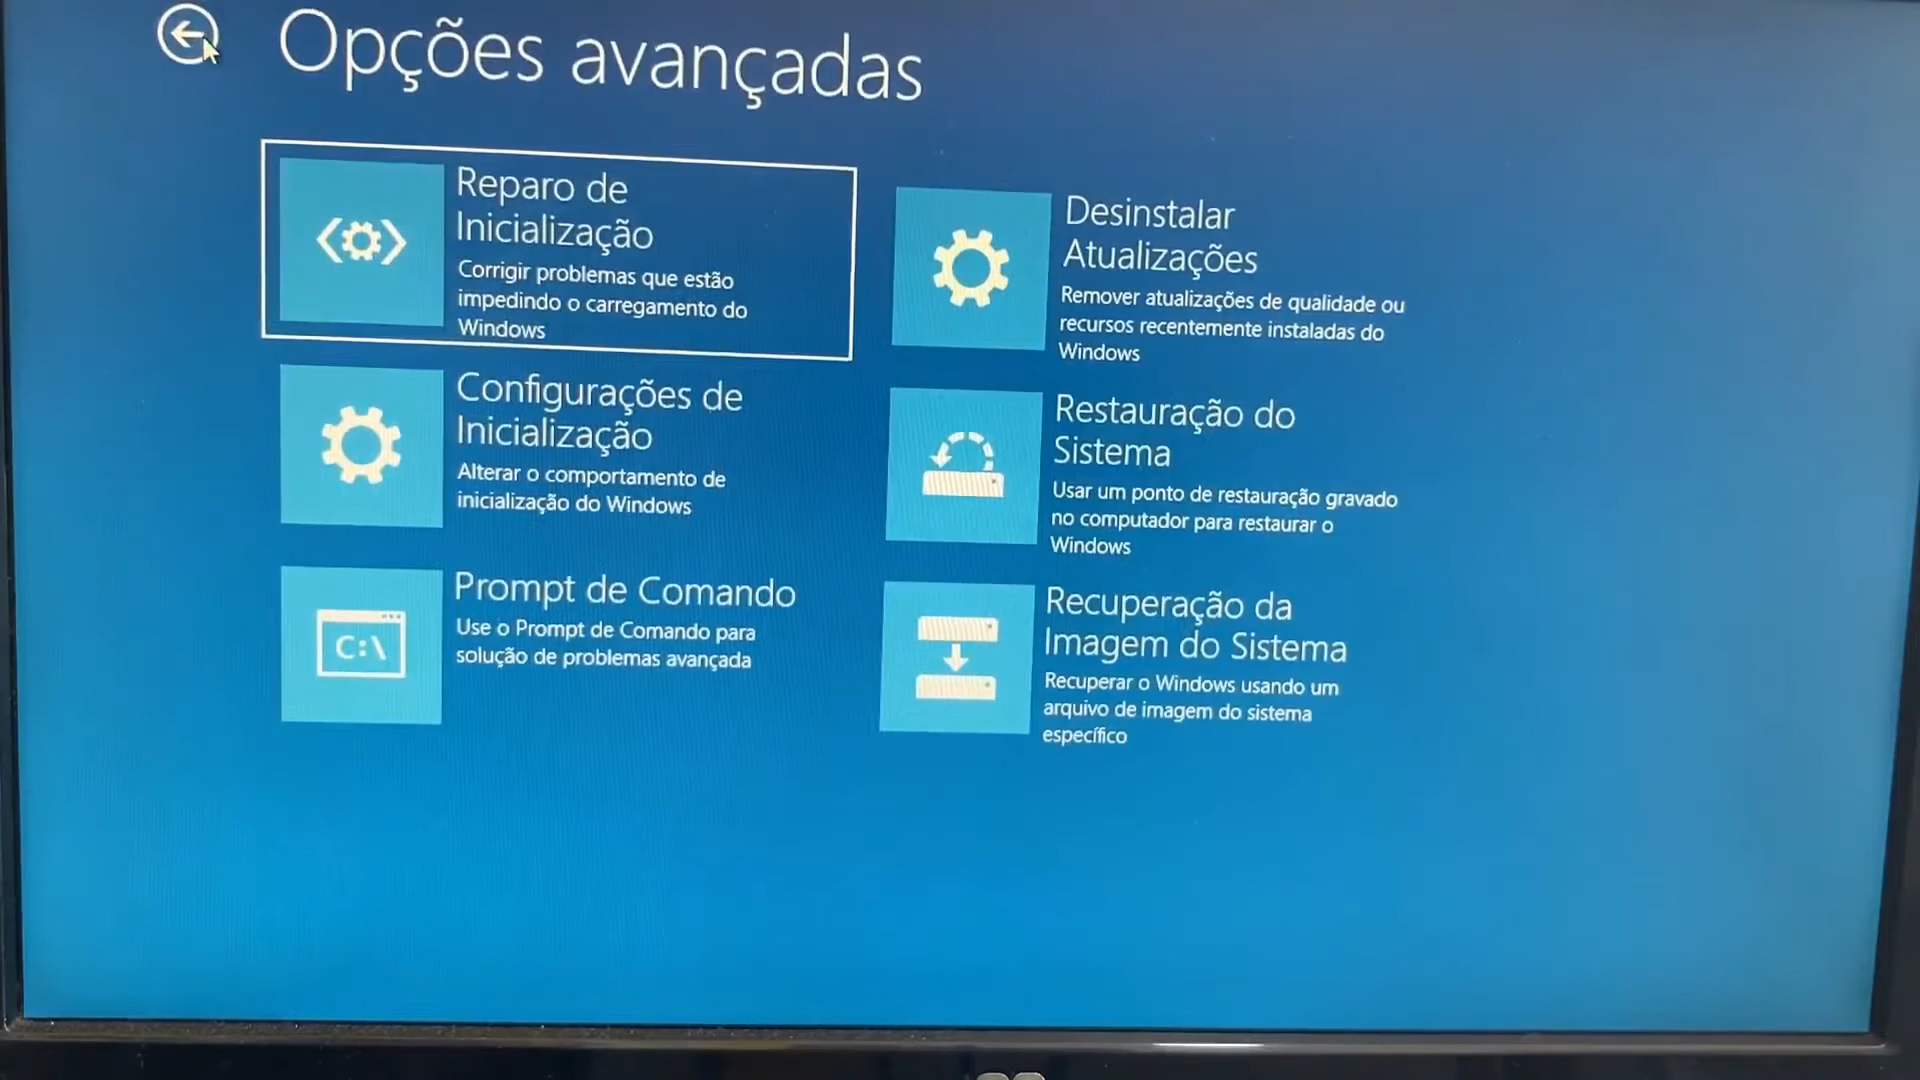 Opções avançadas
Reparo de
Inicialização
Corrigir problemas que estão
impedindo o carregamento do
Windows
Configurações de
Inicialização
Alterar o comportamento de
inicialização do Windows
Prompt de Comando
Use o Prompt de Comando para
solução de problemas avançada
C:\
Desinstalar
Atualizações
Remover atualizações de qualidade ou
recursos recentemente instaladas do
Windows
Restauração do
Sistema
Usar um ponto de restauração gravado
no computador para restaurar o
Windows
Recuperação da
Imagem do Sistema
Recuperar o Windows usando um
arquivo de imagem do sistema
específico